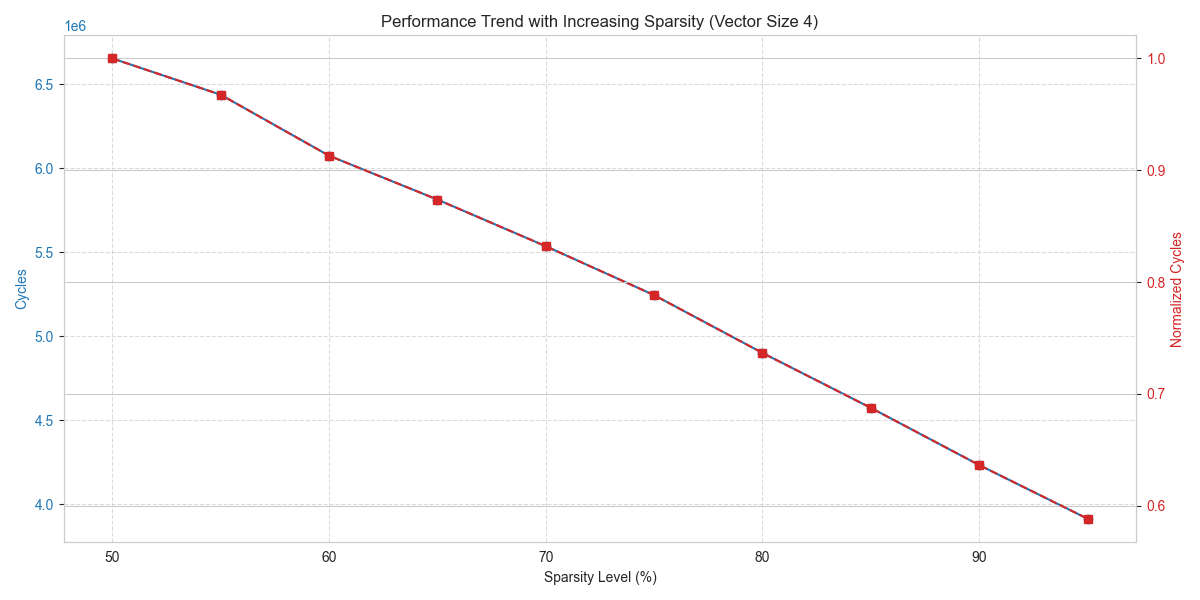 Performance Trend with Increasing Sparsity (Vector Size 4)
1e6
6.5
6.0
5.5
5.0
4.5
4.0
Cycles
1.0
0.9
0.8
0.7
0.6
Normalized Cycles
50 60 70 80 90
Sparsity Level (%)